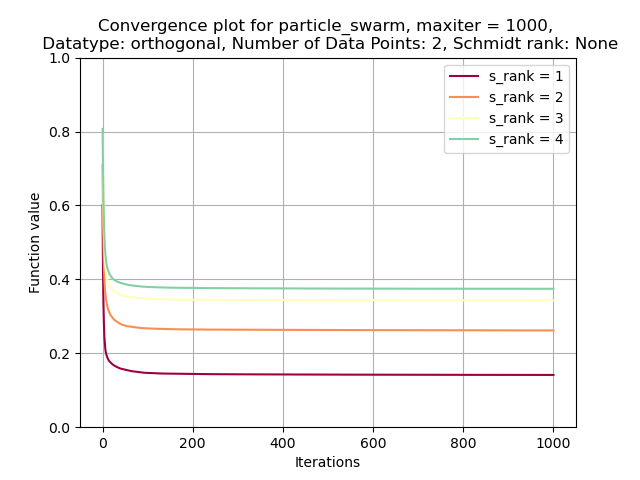 Convergence plot for particle_swarm, maxiter = 1000,
Datatype: orthogonal, Number of Data Points: 2, Schmidt rank: None
1.0
0.8
0.6
0.4
0.2
0.0
Function value
s_rank = 1
s_rank = 2
s_rank = 3
s_rank = 4
0 200 400 600 800 1000
Iterations